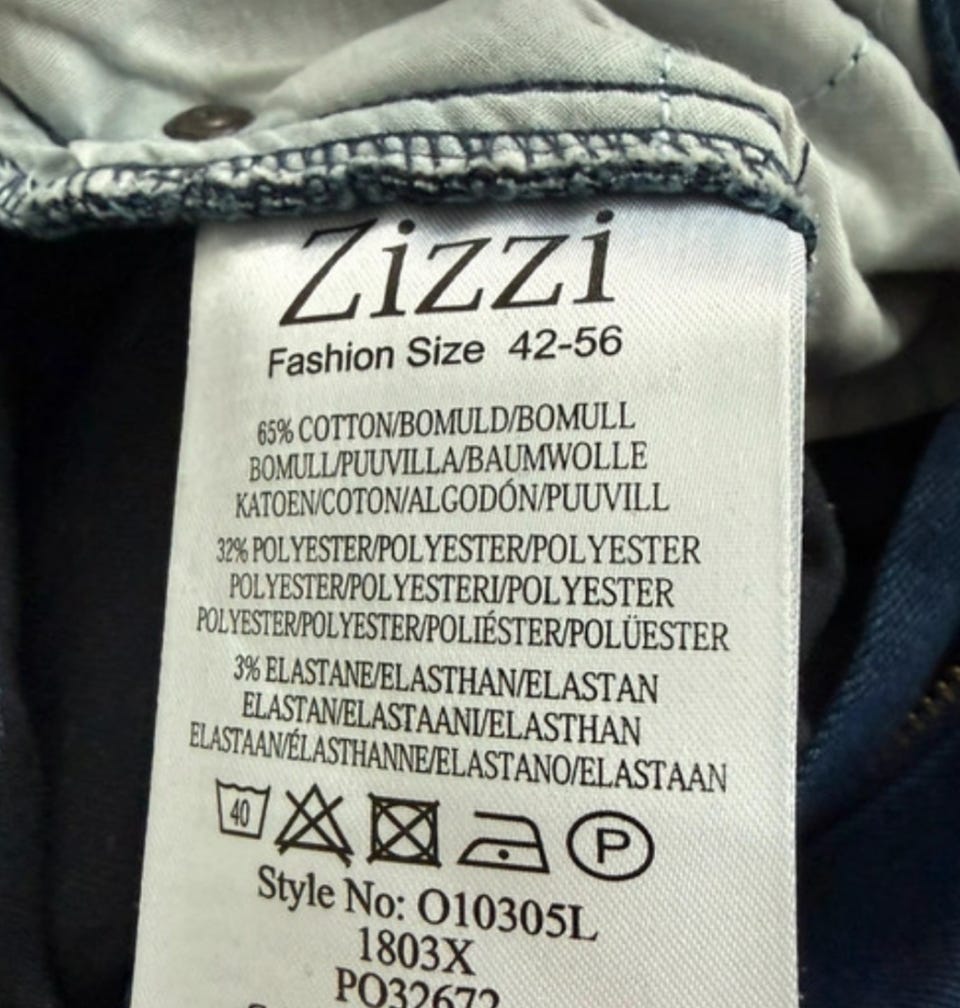 Zizzi
Fashion Size 42-56
65% COTTON/BOMULD/BOMULL
BOMULL/PUUVILLA/BAUMWOLLE
KATOEN/COTON/ALGODÓN/PUUVILL
32% POLYESTER/POLYESTER/POLYESTER
POLYESTER/POLYESTERI/POLYESTER
POLYESTER/POLYESTER/POLIÉSTER/POLÜESTER
3% ELASTANE/ELASTHAN/ELASTAN
ELASTAN/ELASTAANI/ELASTHAN
ELASTAAN/ÉLASTHANNE/ELASTANO/ELASTAAN
40 P
Style No: O10305L
1803X
PO32672